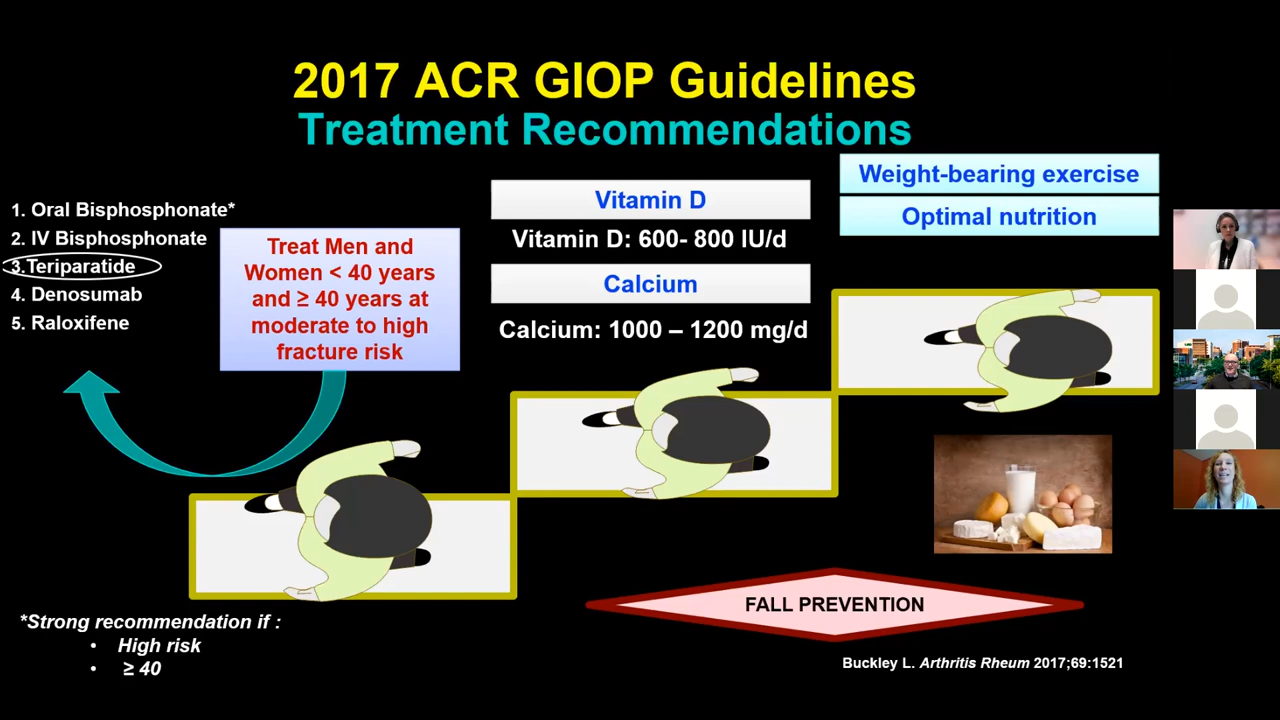 2017 ACR GIOP Guidelines
Treatment Recommendations
1. Oral Bisphosphonate*
2. IV Bisphosphonate
3.Teriparatide
4. Denosumab
5. Raloxifene
Treat Men and
Women < 40 years
and ≥ 40 years at
moderate to high
fracture risk
Vitamin D
Vitamin D: 600- 800 IU/d
Calcium
Calcium: 1000 – 1200 mg/d
Weight-bearing exercise
Optimal nutrition
FALL PREVENTION
*Strong recommendation if :
• High risk
• ≥ 40
Buckley L. Arthritis Rheum 2017;69:1521